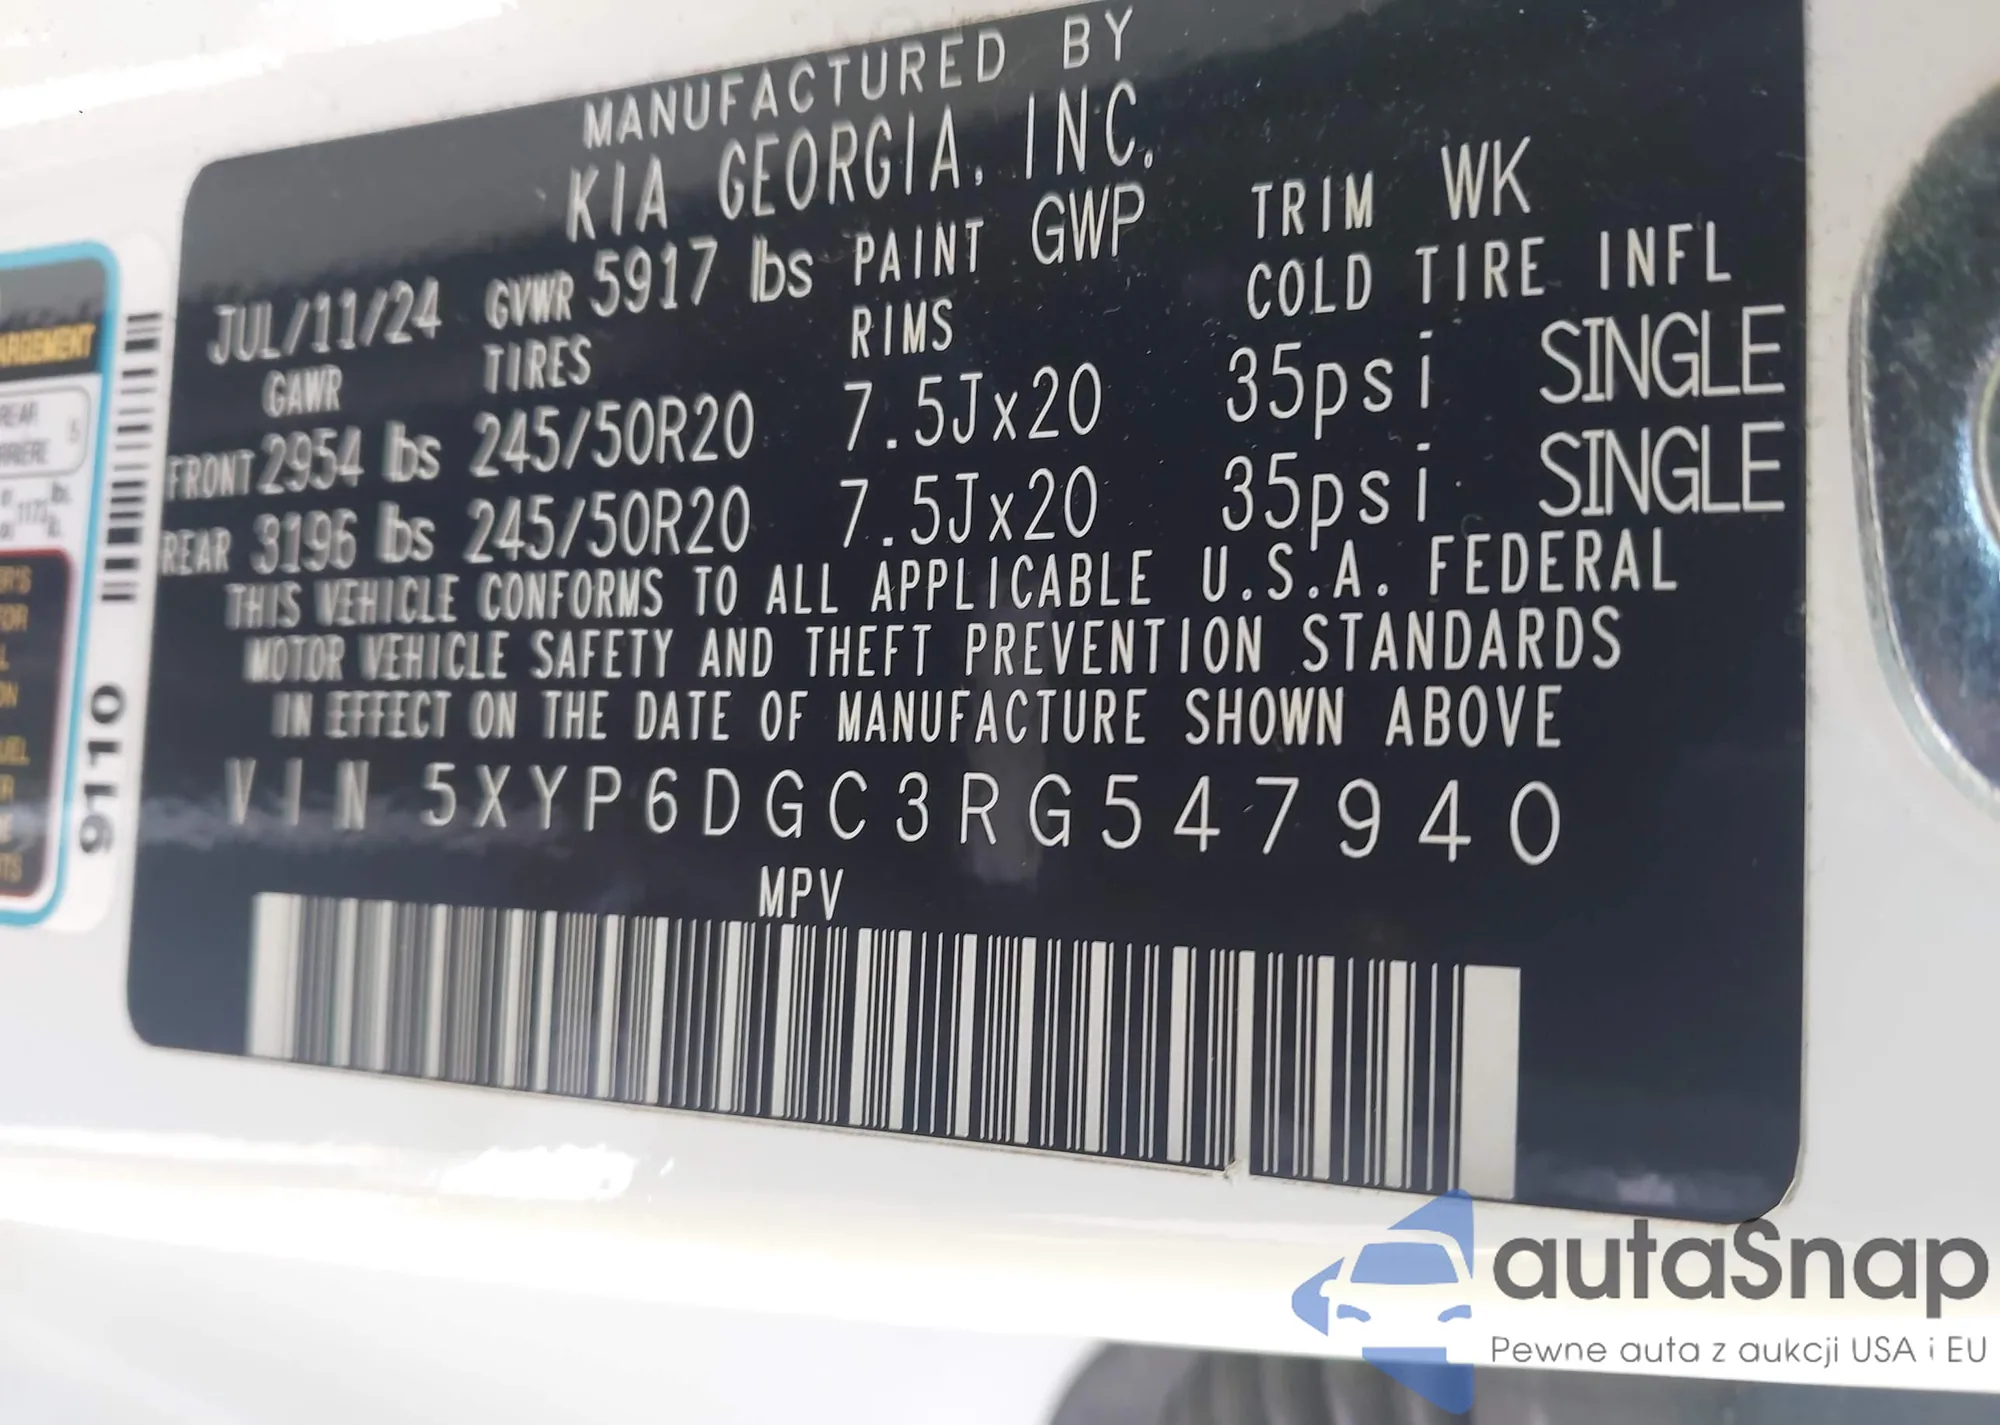 MANUFACTURED BY
KIA GEORGIA, INC.
JUL/11/24 GVWR 5917 lbs PAINT GWP TRIM WK
GAWR TIRES RIMS COLD TIRE INFL
FRONT 2954 lbs 245/50R20 7.5Jx20 35psi SINGLE
REAR 3196 lbs 245/50R20 7.5Jx20 35psi SINGLE
THIS VEHICLE CONFORMS TO ALL APPLICABLE U.S.A. FEDERAL
MOTOR VEHICLE SAFETY AND THEFT PREVENTION STANDARDS
IN EFFECT ON THE DATE OF MANUFACTURE SHOWN ABOVE
VIN 5XYP6DGC3RG547940
MPV
9110
REAR
5
autaSnap
Pewne auta z aukcji USA i EU